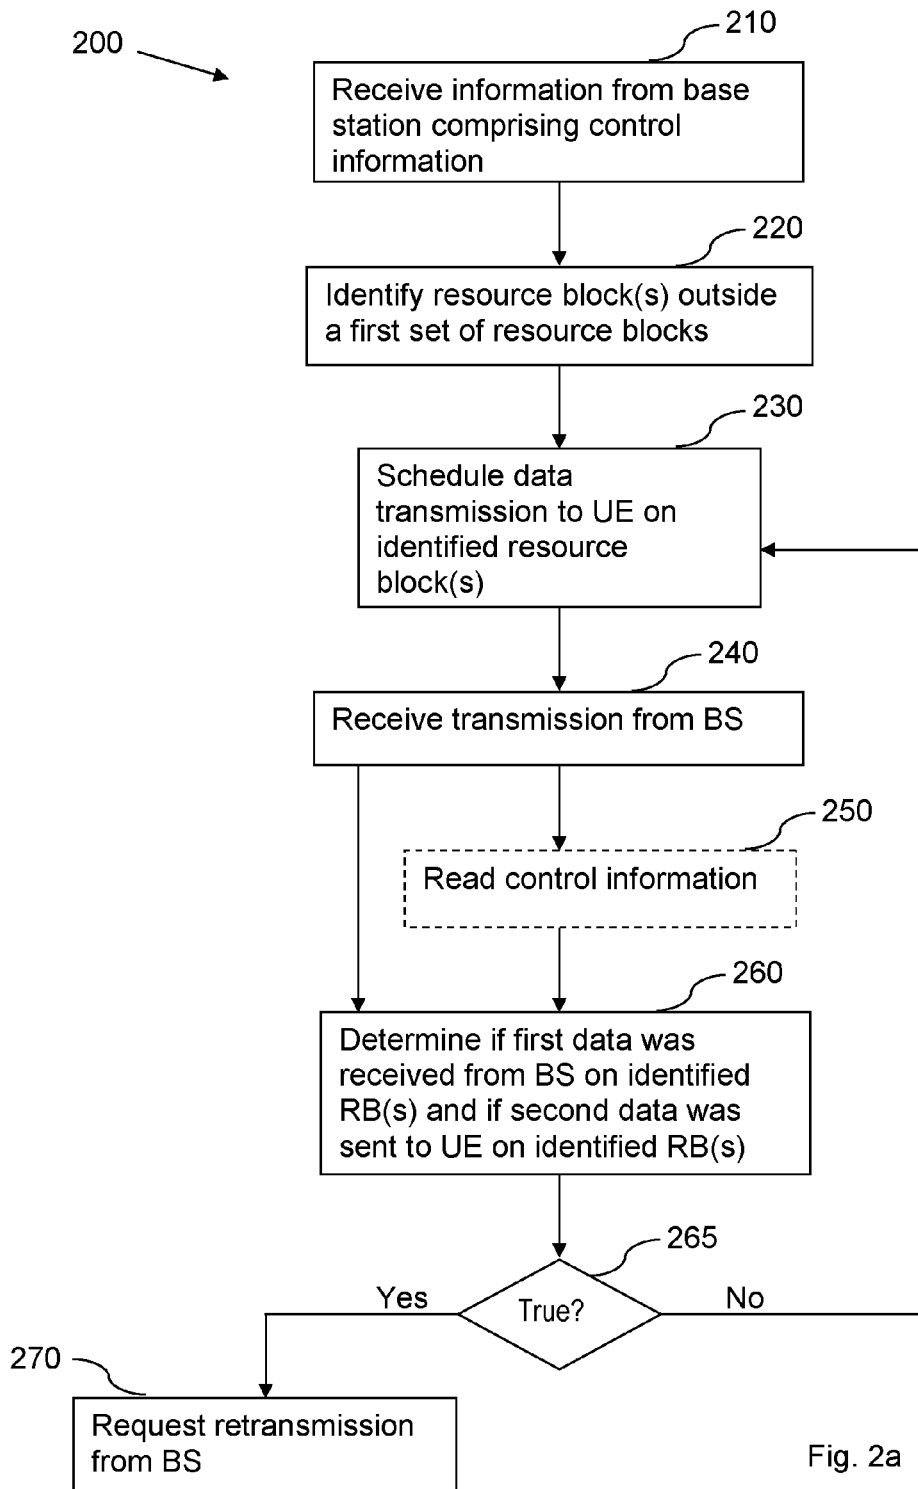 200
210
Receive information from base
station comprising control
information
220
Identify resource block(s) outside
a first set of resource blocks
230
Schedule data
transmission to UE on
identified resource
block(s)
240
Receive transmission from BS
250
Read control information
260
Determine if first data was
received from BS on identified
RB(s) and if second data was
sent to UE on identified RB(s)
265
Yes
True?
No
270
Request retransmission
from BS
Fig. 2a